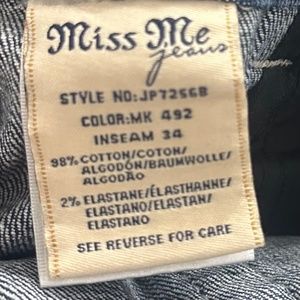 Miss Me
jeans
STYLE NO:JP7256B
COLOR:MK 492
INSEAM 34
98% COTTON/COTON/
ALGODÓN/BAUMWOLLE/
ALGODÃO
2% ELASTANE/ÉLASTHANNE/
ELASTANO/ELASTAN/
ELASTANO
SEE REVERSE FOR CARE